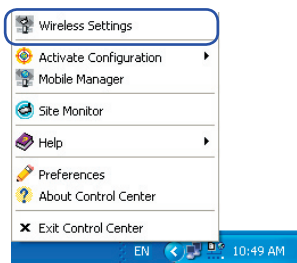 Wireless Settings
Activate Configuration
Mobile Manager
Site Monitor
Help
Preferences
About Control Center
Exit Control Center
EN 10:49 AM